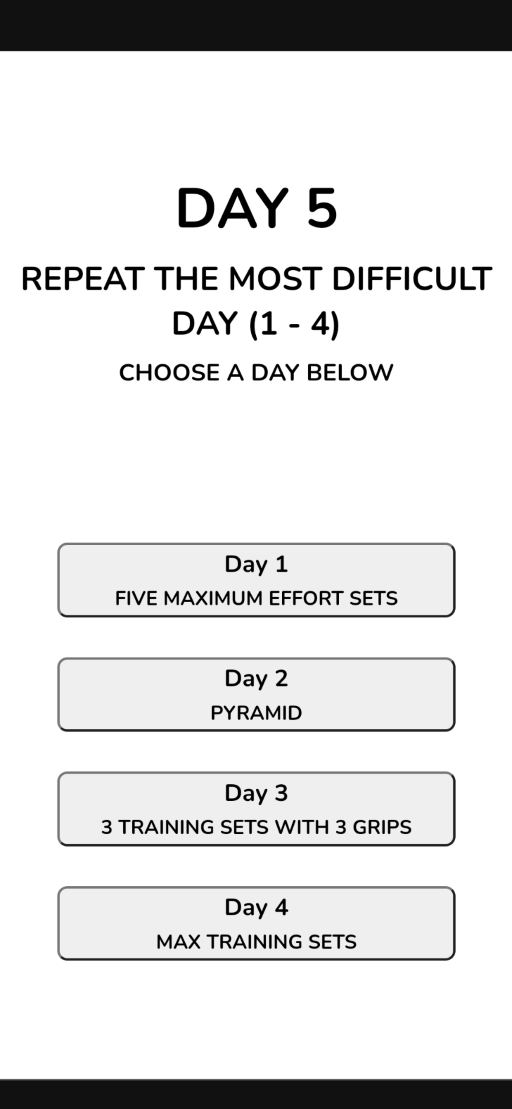 DAY 5
REPEAT THE MOST DIFFICULT
DAY (1 - 4)
CHOOSE A DAY BELOW
Day 1
FIVE MAXIMUM EFFORT SETS
Day 2
PYRAMID
Day 3
3 TRAINING SETS WITH 3 GRIPS
Day 4
MAX TRAINING SETS